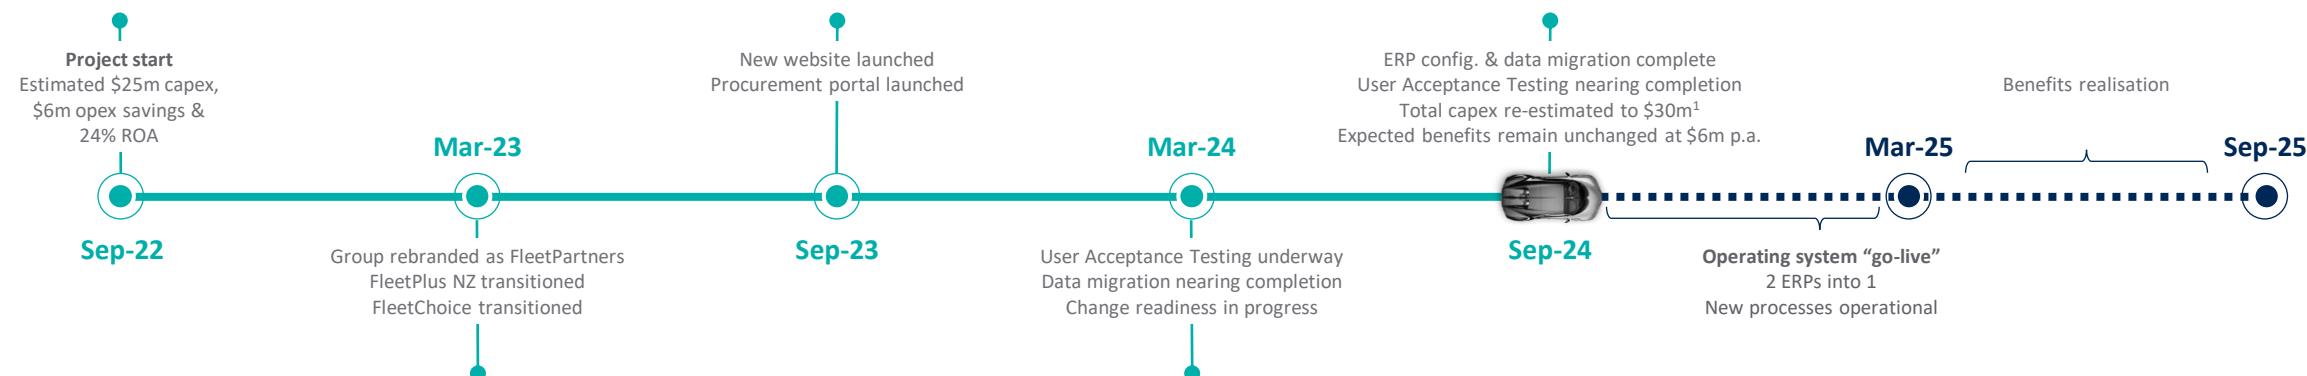 Project start
Estimated $25m capex,
$6m opex savings &
24% ROA
Sep-22
Mar-23
Group rebranded as FleetPartners
FleetPlus NZ transitioned
FleetChoice transitioned
New website launched
Procurement portal launched
Sep-23
Mar-24
User Acceptance Testing underway
Data migration nearing completion
Change readiness in progress
ERP config. & data migration complete
User Acceptance Testing nearing completion
Total capex re-estimated to $30m¹
Expected benefits remain unchanged at $6m p.a.
Sep-24
Operating system “go-live”
2 ERPs into 1
New processes operational
Mar-25
Benefits realisation
Sep-25